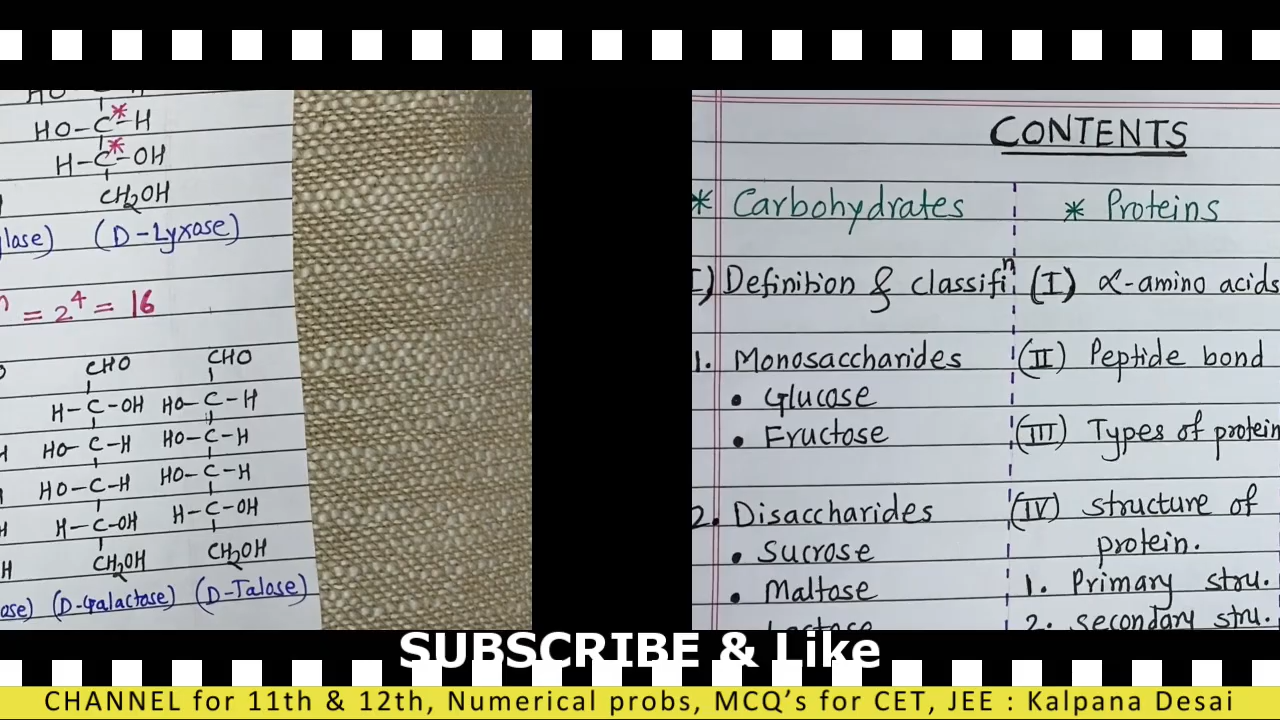 HO-C*-H
H-C*-OH
CH2OH
(D-Lyxose)
= 2^4 = 16
CHO CHO
H-C-OH HO-C-H
HO-C-H HO-C-H
HO-C-H HO-C-H
H-C-OH H-C-OH
CH2OH CH2OH
(D-Galactose) (D-Talose)
CONTENTS
* Carbohydrates
I) Definition & classifiⁿ
1. Monosaccharides
• Glucose
• Fructose
2. Disaccharides
• Sucrose
• Maltose
Lactose
* Proteins
(I) α-amino acids
(II) Peptide bond
(III) Types of protein
(IV) structure of
protein.
1. Primary stru.
2. secondary stru.
SUBSCRIBE & Like
CHANNEL for 11th & 12th, Numerical probs, MCQ’s for CET, JEE : Kalpana Desai